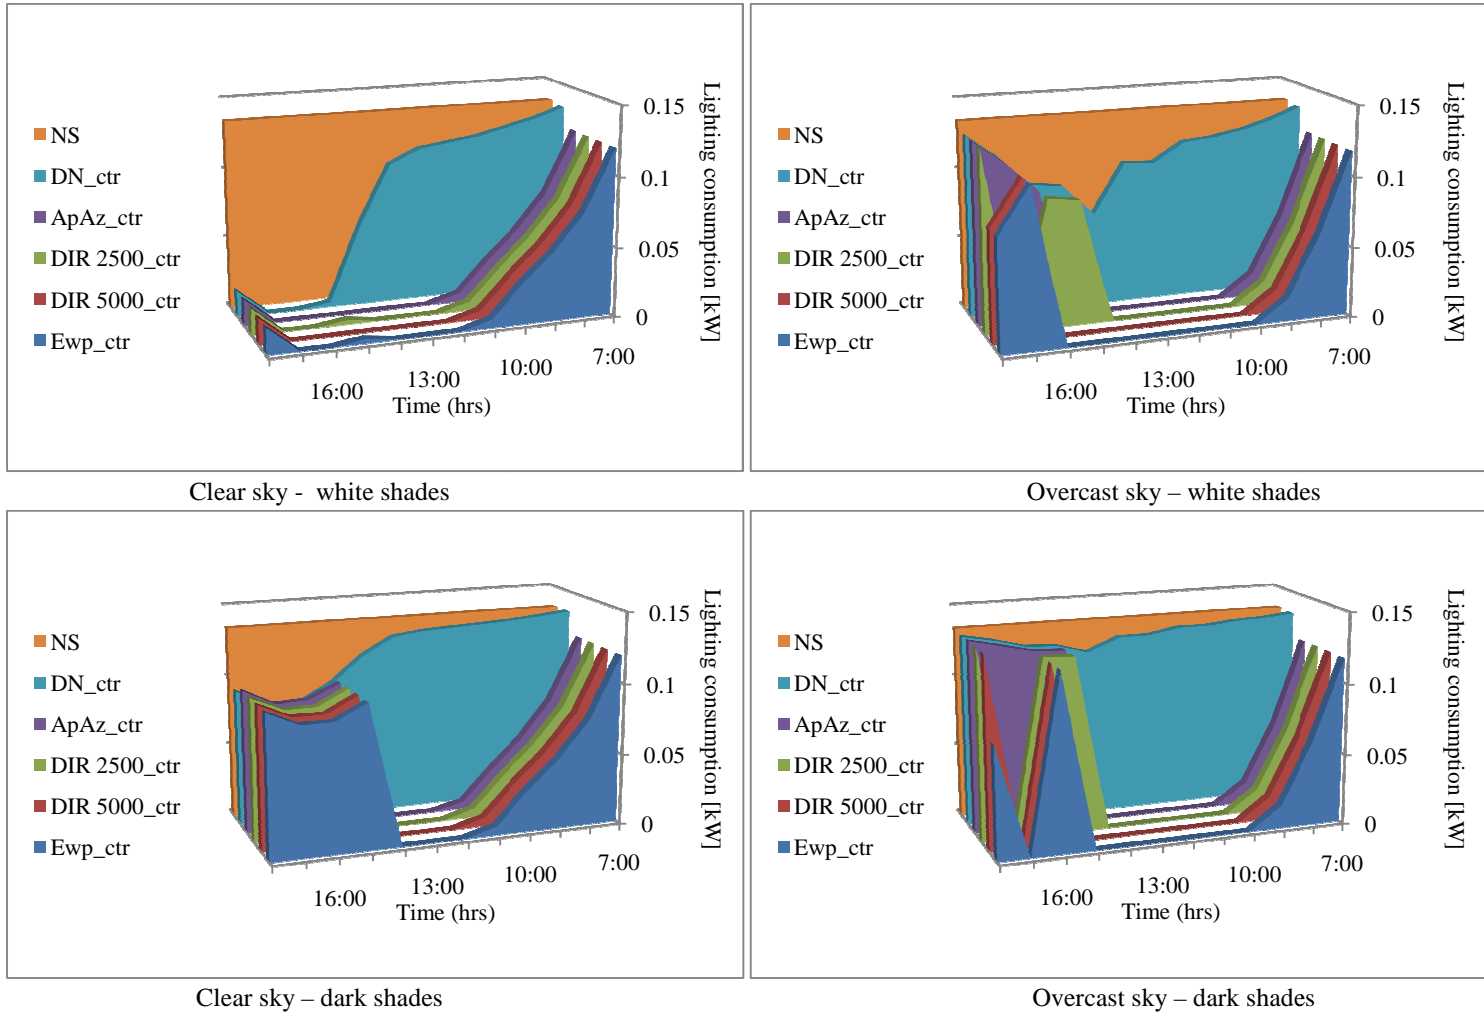 NS
DN_ctr
ApAz_ctr
DIR 2500_ctr
DIR 5000_ctr
Ewp_ctr
0.15
0.1
0.05
0
Lighting consumption [kW]
7:00
10:00
13:00
16:00
Time (hrs)
Clear sky - white shades
NS
DN_ctr
ApAz_ctr
DIR 2500_ctr
DIR 5000_ctr
Ewp_ctr
0.15
0.1
0.05
0
Lighting consumption [kW]
7:00
10:00
13:00
16:00
Time (hrs)
Overcast sky – white shades
NS
DN_ctr
ApAz_ctr
DIR 2500_ctr
DIR 5000_ctr
Ewp_ctr
0.15
0.1
0.05
0
Lighting consumption [kW]
7:00
10:00
13:00
16:00
Time (hrs)
Clear sky – dark shades
NS
DN_ctr
ApAz_ctr
DIR 2500_ctr
DIR 5000_ctr
Ewp_ctr
0.15
0.1
0.05
0
Lighting consumption [kW]
7:00
10:00
13:00
16:00
Time (hrs)
Overcast sky – dark shades